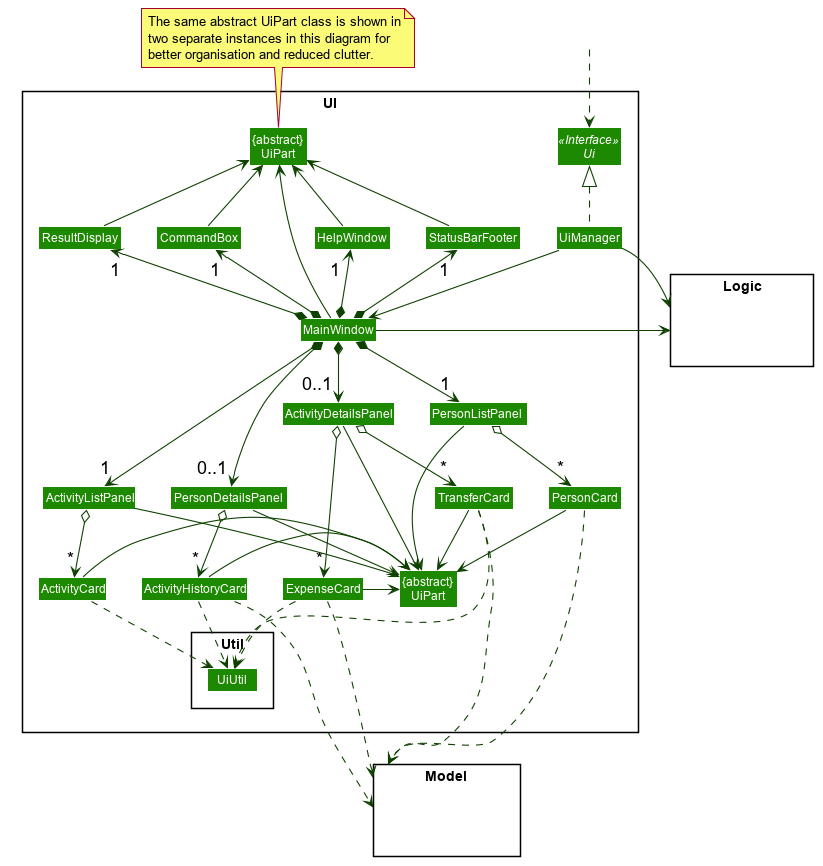 The same abstract UiPart class is shown in
two separate instances in this diagram for
better organisation and reduced clutter.
UI
{abstract}
UiPart
«Interface»
Ui
ResultDisplay
CommandBox
HelpWindow
StatusBarFooter
UiManager
1
1
1
1
Logic
MainWindow
0..1
1
ActivityDetailsPanel
PersonListPanel
1
0..1
*
*
ActivityListPanel
PersonDetailsPanel
TransferCard
PersonCard
*
*
*
ActivityCard
ActivityHistoryCard
ExpenseCard
{abstract}
UiPart
Util
UiUtil
Model